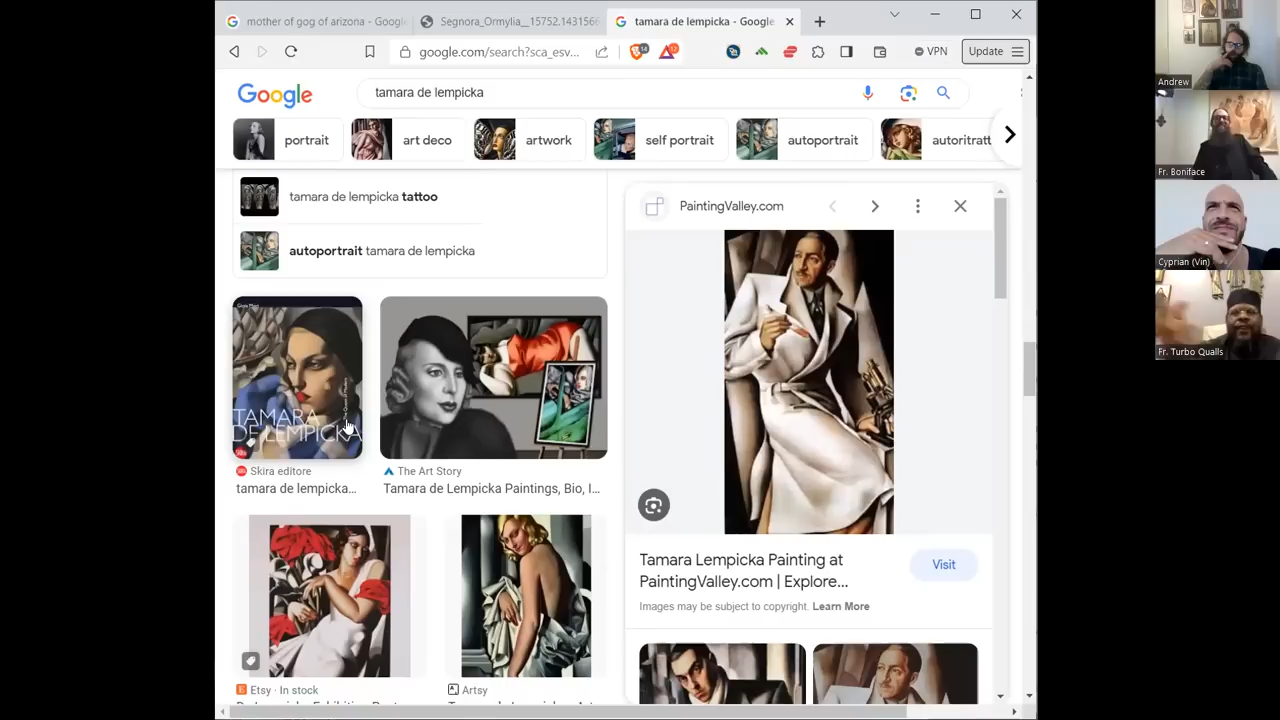 mother of gog of arizona - Googl
Segnora_Ormylia__15752.1431566
tamara de lempicka - Google
google.com/search?sca_esv...
14
12
VPN
Update
Google
tamara de lempicka
portrait
art deco
artwork
self portrait
autoportrait
autoritratt
tamara de lempicka tattoo
autoportrait tamara de lempicka
PaintingValley.com
TAMARA
DE LEMPICKA
Skira editore
tamara de lempicka...
The Art Story
Tamara de Lempicka Paintings, Bio, I...
Tamara Lempicka Painting at
PaintingValley.com | Explore...
Visit
Images may be subject to copyright. Learn More
Etsy · In stock
Artsy
Andrew
Fr. Boniface
Cyprian (Vin)
Fr. Turbo Qualls